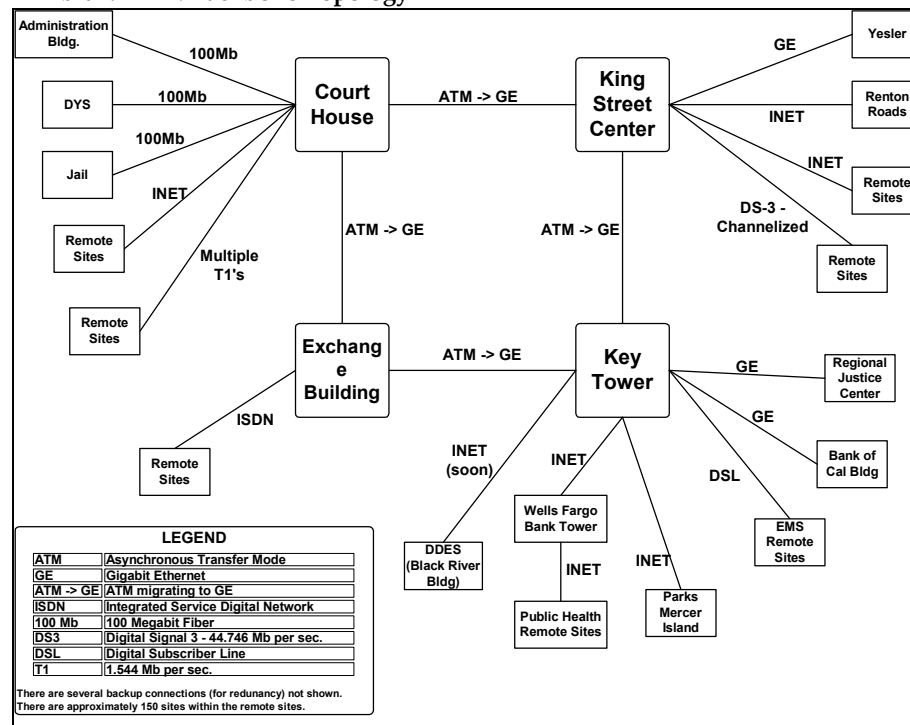 Administration
Bldg.
100Mb
DYS
100Mb
Jail
100Mb
INET
Remote
Sites
Multiple
T1's
Remote
Sites
Court
House
ATM -> GE
King
Street
Center
GE
Yesler
INET
Renton
Roads
INET
Remote
Sites
DS-3 -
Channelized
Remote
Sites
ATM -> GE
ATM -> GE
Exchang
e
Building
ATM -> GE
Key
Tower
ISDN
Remote
Sites
GE
Regional
Justice
Center
GE
Bank of
Cal Bldg
DSL
EMS
Remote
Sites
INET
(soon)
DDES
(Black River
Bldg)
INET
Wells Fargo
Bank Tower
INET
Public Health
Remote Sites
INET
Parks
Mercer
Island
LEGEND
ATM Asynchronous Transfer Mode
GE Gigabit Ethernet
ATM -> GE ATM migrating to GE
ISDN Integrated Service Digital Network
100 Mb 100 Megabit Fiber
DS3 Digital Signal 3 - 44.746 Mb per sec.
DSL Digital Subscriber Line
T1 1.544 Mb per sec.
There are several backup connections (for redunancy) not shown.
There are approximately 150 sites within the remote sites.